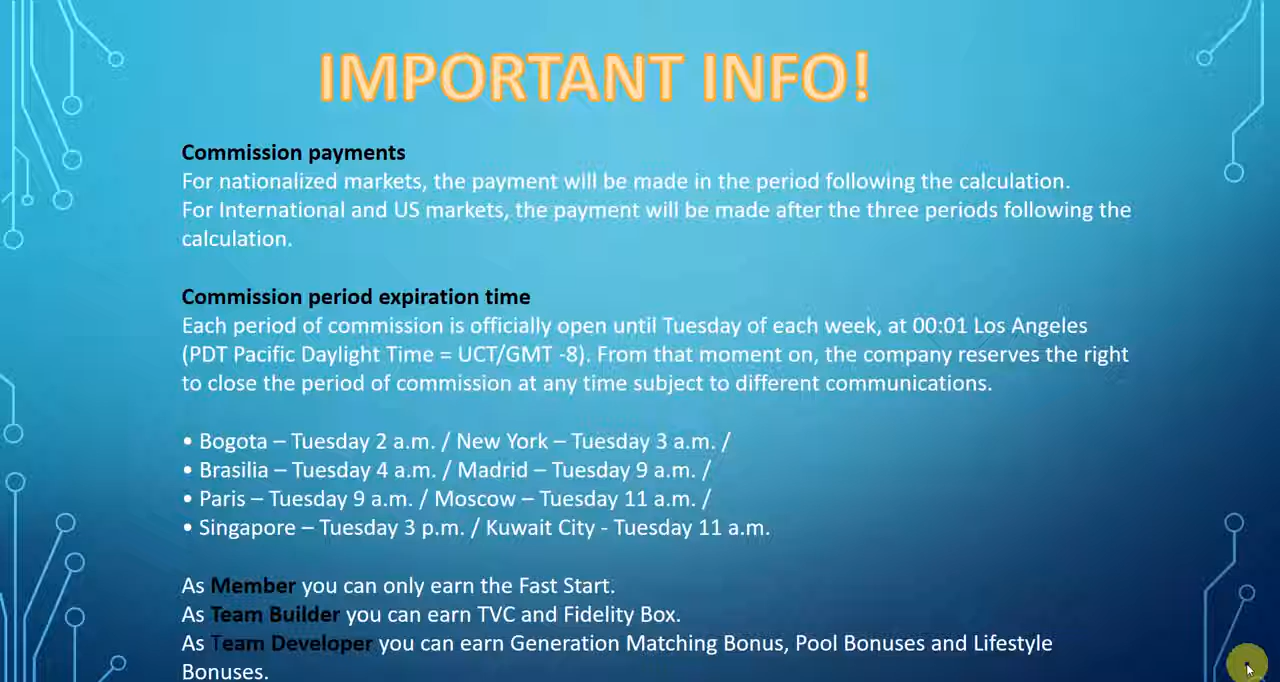 IMPORTANT INFO!
Commission payments
For nationalized markets, the payment will be made in the period following the calculation.
For International and US markets, the payment will be made after the three periods following the
calculation.
Commission period expiration time
Each period of commission is officially open until Tuesday of each week, at 00:01 Los Angeles
(PDT Pacific Daylight Time = UCT/GMT -8). From that moment on, the company reserves the right
to close the period of commission at any time subject to different communications.
• Bogota – Tuesday 2 a.m. / New York – Tuesday 3 a.m. /
• Brasilia – Tuesday 4 a.m. / Madrid – Tuesday 9 a.m. /
• Paris – Tuesday 9 a.m. / Moscow – Tuesday 11 a.m. /
• Singapore – Tuesday 3 p.m. / Kuwait City - Tuesday 11 a.m.
As Member you can only earn the Fast Start.
As Team Builder you can earn TVC and Fidelity Box.
As Team Developer you can earn Generation Matching Bonus, Pool Bonuses and Lifestyle
Bonuses.